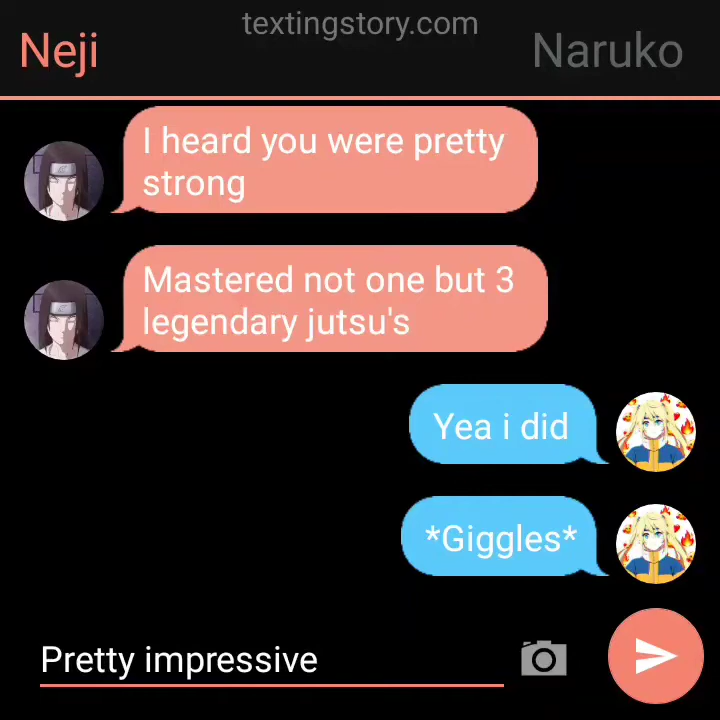 textingstory.com
Neji
Naruko
I heard you were pretty
strong
Mastered not one but 3
legendary jutsu's
Yea i did
*Giggles*
Pretty impressive